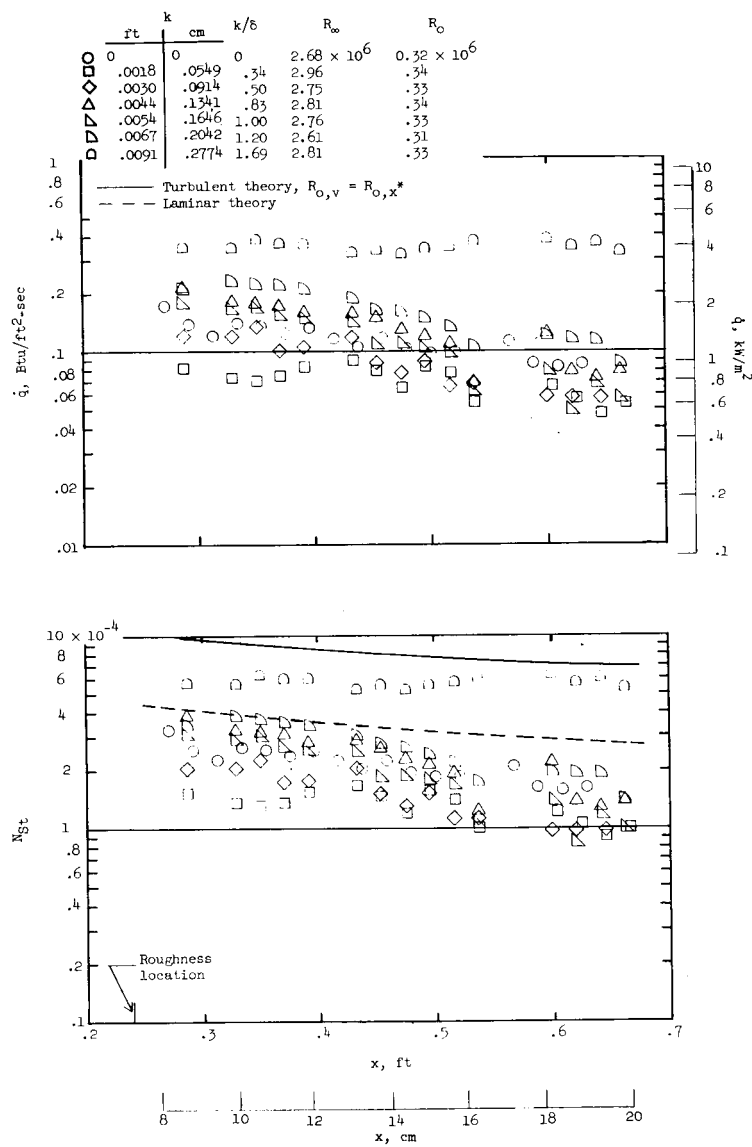 k
ft cm k/δ R∞ Ro
0 0 0 2.68 × 10⁶ 0.32 × 10⁶
.0018 .0549 .34 2.96 .34
.0030 .0914 .50 2.75 .33
.0044 .1341 .83 2.81 .34
.0054 .1646 1.00 2.76 .33
.0067 .2042 1.20 2.61 .31
.0091 .2774 1.69 2.81 .33
Turbulent theory, Ro,v = Ro,x*
Laminar theory
1
.8
.6
.4
.2
.1
.08
.06
.04
.02
.01
q̇, Btu/ft²-sec
10
8
6
4
2
1
.8
.6
.4
.2
.1
q̇, kW/m²
10 × 10⁻⁴
8
6
4
2
1
.8
.6
.4
.2
.1
NSt
Roughness
location
.2 .3 .4 .5 .6 .7
x, ft
8 10 12 14 16 18 20
x, cm